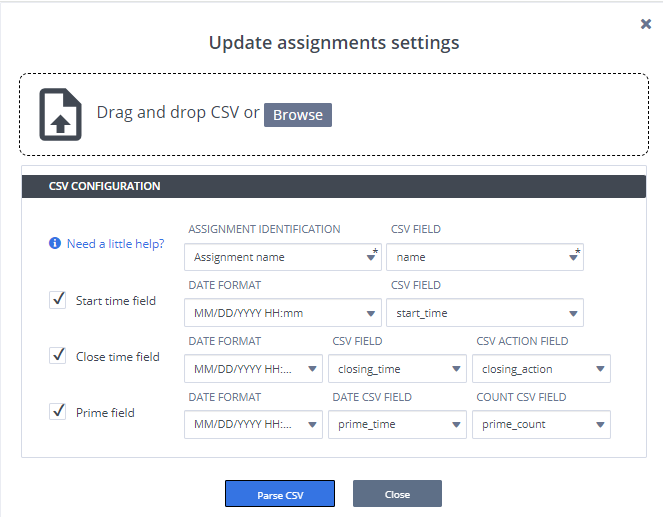 Update assignments settings
Drag and drop CSV or Browse
CSV CONFIGURATION
ASSIGNMENT IDENTIFICATION CSV FIELD
Need a little help? Assignment name * name *
DATE FORMAT CSV FIELD
Start time field MM/DD/YYYY HH:mm start_time
DATE FORMAT CSV FIELD CSV ACTION FIELD
Close time field MM/DD/YYYY HH:... closing_time closing_action
DATE FORMAT DATE CSV FIELD COUNT CSV FIELD
Prime field MM/DD/YYYY HH:... prime_time prime_count
Parse CSV Close